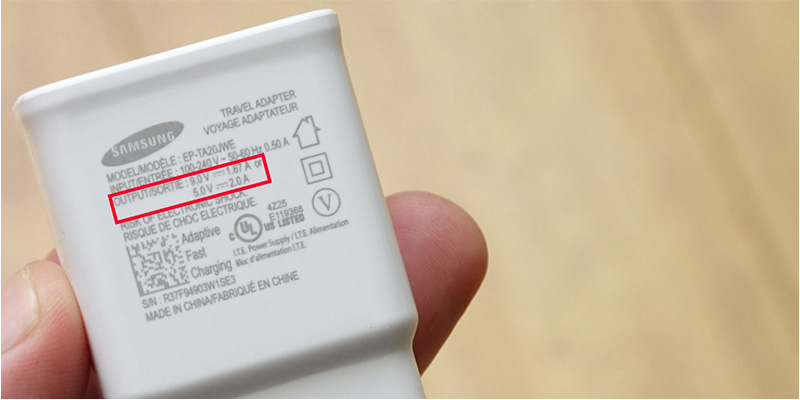 TRAVEL ADAPTER
VOYAGE ADAPTATEUR
SAMSUNG
MODEL/MODÈLE : EP-TA20JWE
INPUT/ENTRÉE : 100-240 V ~ 50-60 Hz 0.50 A
OUTPUT/SORTIE : 9.0 V ⎓ 1.67 A or
5.0 V ⎓ 2.0 A
RISK OF ELECTRONIC SHOCK.
RISQUE DE CHOC ELECTRIQUE.
Adaptive
Fast
Charging
c UL US LISTED
4Z25
E119368
V
I.T.E. Power Supply / I.T.E. Alimentation
Bloc d'alimentation I.T.E.
S/N : R37F94903W1SE3
MADE IN CHINA/FABRIQUÉ EN CHINE